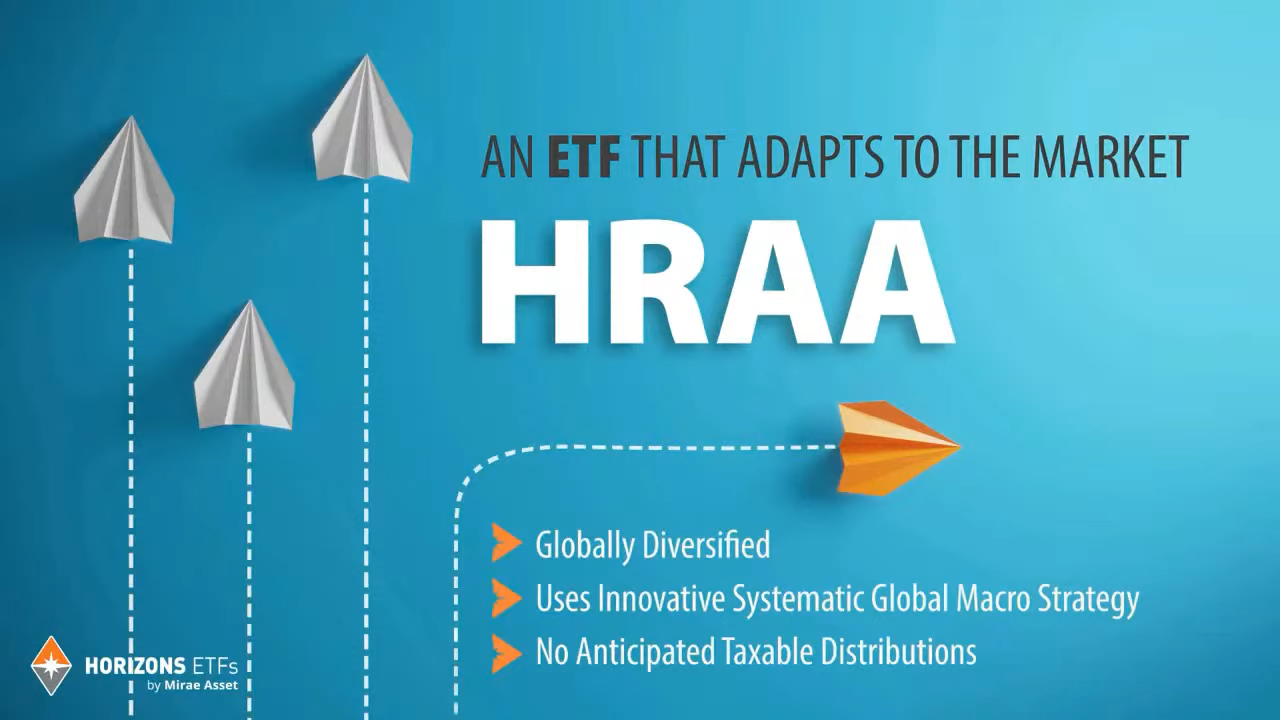 AN ETF THAT ADAPTS TO THE MARKET
HRAA
Globally Diversified
Uses Innovative Systematic Global Macro Strategy
No Anticipated Taxable Distributions
HORIZONS ETFs
by Mirae Asset